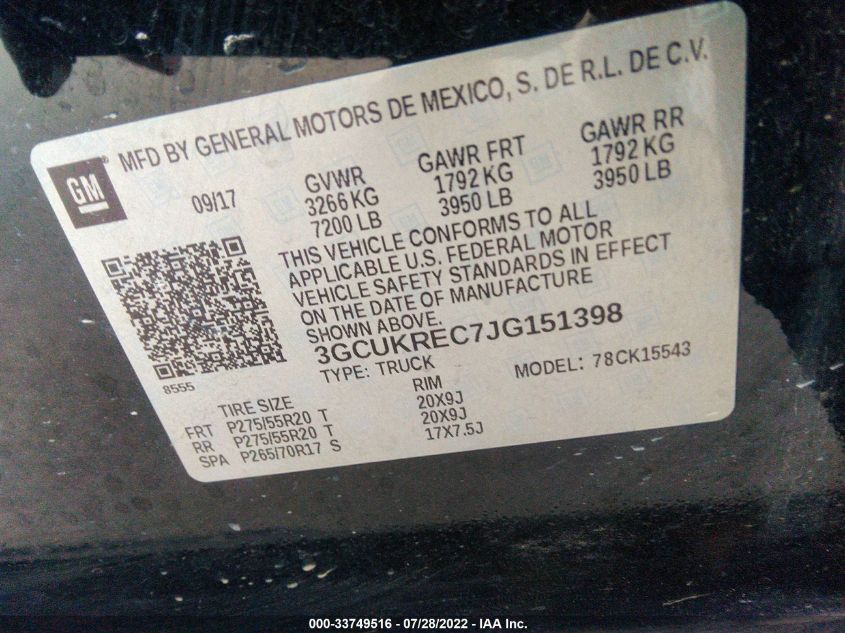 MFD BY GENERAL MOTORS DE MEXICO, S. DE R.L. DE C.V.
GM
09/17
GVWR GAWR FRT GAWR RR
3266 KG 1792 KG 1792 KG
7200 LB 3950 LB 3950 LB
THIS VEHICLE CONFORMS TO ALL
APPLICABLE U.S. FEDERAL MOTOR
VEHICLE SAFETY STANDARDS IN EFFECT
ON THE DATE OF MANUFACTURE
SHOWN ABOVE.
3GCUKREC7JG151398
8555
TYPE: TRUCK MODEL: 78CK15543
TIRE SIZE RIM
FRT P275/55R20 T 20X9J
RR P275/55R20 T 20X9J
SPA P265/70R17 S 17X7.5J
000-33749516 / 07/28/2022 - IAA Inc.